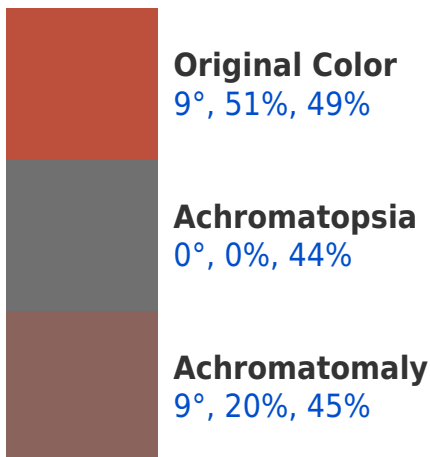 Original Color
9°, 51%, 49%
Achromatopsia
0°, 0%, 44%
Achromatomaly
9°, 20%, 45%